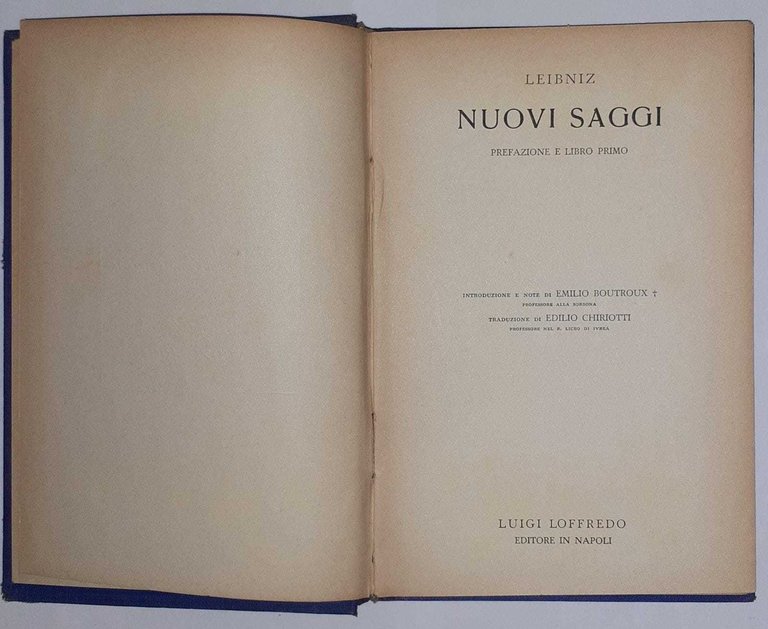 LEIBNIZ
NUOVI SAGGI
PREFAZIONE E LIBRO PRIMO
INTRODUZIONE E NOTE DI EMILIO BOUTROUX †
PROFESSORE ALLA SORBONA
TRADUZIONE DI EDILIO CHIRIOTTI
PROFESSORE NEL R. LICEO DI IVREA
LUIGI LOFFREDO
EDITORE IN NAPOLI